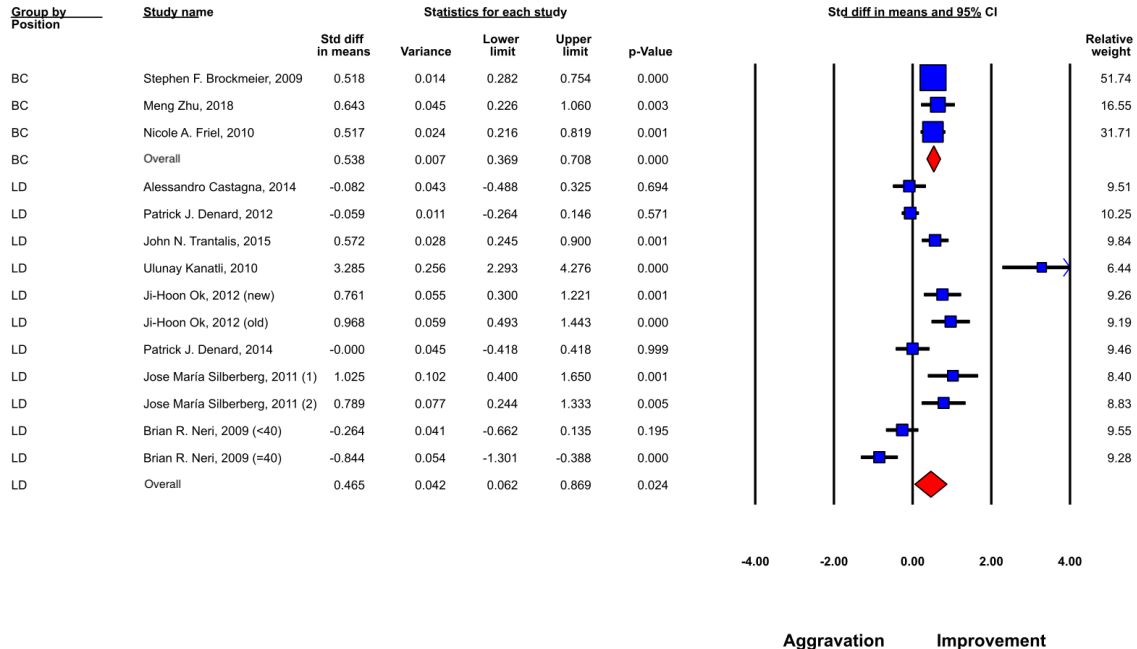 Group by Position Study name Statistics for each study Std diff in means and 95% CI
Std diff in means Variance Lower limit Upper limit p-Value Relative weight
BC Stephen F. Brockmeier, 2009 0.518 0.014 0.282 0.754 0.000 51.74
BC Meng Zhu, 2018 0.643 0.045 0.226 1.060 0.003 16.55
BC Nicole A. Friel, 2010 0.517 0.024 0.216 0.819 0.001 31.71
BC Overall 0.538 0.007 0.369 0.708 0.000
LD Alessandro Castagna, 2014 -0.082 0.043 -0.488 0.325 0.694 9.51
LD Patrick J. Denard, 2012 -0.059 0.011 -0.264 0.146 0.571 10.25
LD John N. Trantalis, 2015 0.572 0.028 0.245 0.900 0.001 9.84
LD Ulunay Kanatli, 2010 3.285 0.256 2.293 4.276 0.000 6.44
LD Ji-Hoon Ok, 2012 (new) 0.761 0.055 0.300 1.221 0.001 9.26
LD Ji-Hoon Ok, 2012 (old) 0.968 0.059 0.493 1.443 0.000 9.19
LD Patrick J. Denard, 2014 -0.000 0.045 -0.418 0.418 0.999 9.46
LD Jose María Silberberg, 2011 (1) 1.025 0.102 0.400 1.650 0.001 8.40
LD Jose María Silberberg, 2011 (2) 0.789 0.077 0.244 1.333 0.005 8.83
LD Brian R. Neri, 2009 (<40) -0.264 0.041 -0.662 0.135 0.195 9.55
LD Brian R. Neri, 2009 (=40) -0.844 0.054 -1.301 -0.388 0.000 9.28
LD Overall 0.465 0.042 0.062 0.869 0.024
-4.00 -2.00 0.00 2.00 4.00
Aggravation Improvement